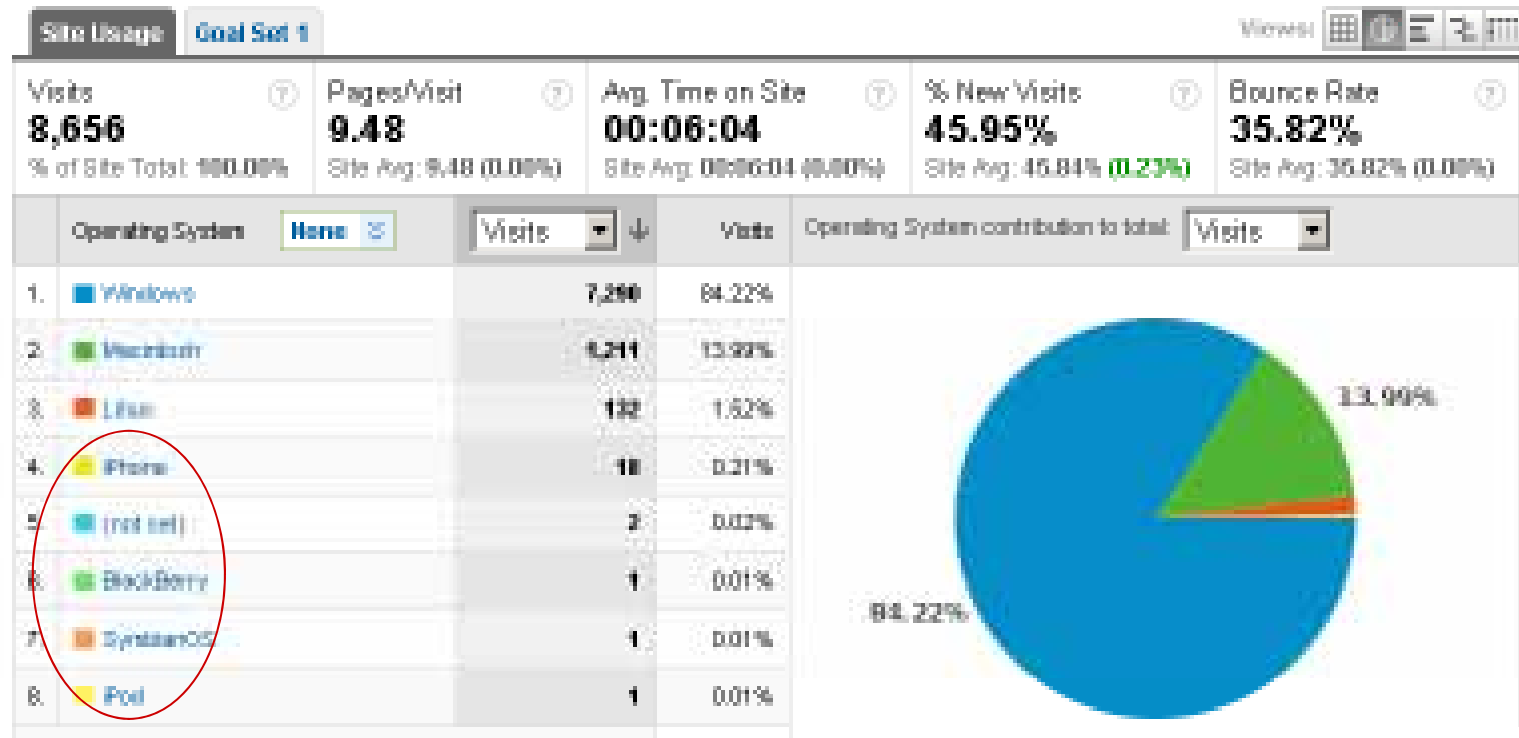 Site Usage Goal Set 1 Views:
Visits Pages/Visit Avg. Time on Site % New Visits Bounce Rate
8,656 9.48 00:06:04 45.95% 35.82%
% of Site Total: 100.00% Site Avg: 9.48 (0.00%) Site Avg: 00:06:04 (0.00%) Site Avg: 45.84% (0.23%) Site Avg: 35.82% (0.00%)
Operating System None Visits Visits Operating System contribution to total: Visits
1. Windows 7,290 84.22%
2. Macintosh 1,211 13.99%
3. Linux 132 1.52%
4. iPhone 18 0.21%
5. (not set) 2 0.02%
6. BlackBerry 1 0.01%
7. SymbianOS 1 0.01%
8. iPod 1 0.01%
13.99%
84.22%